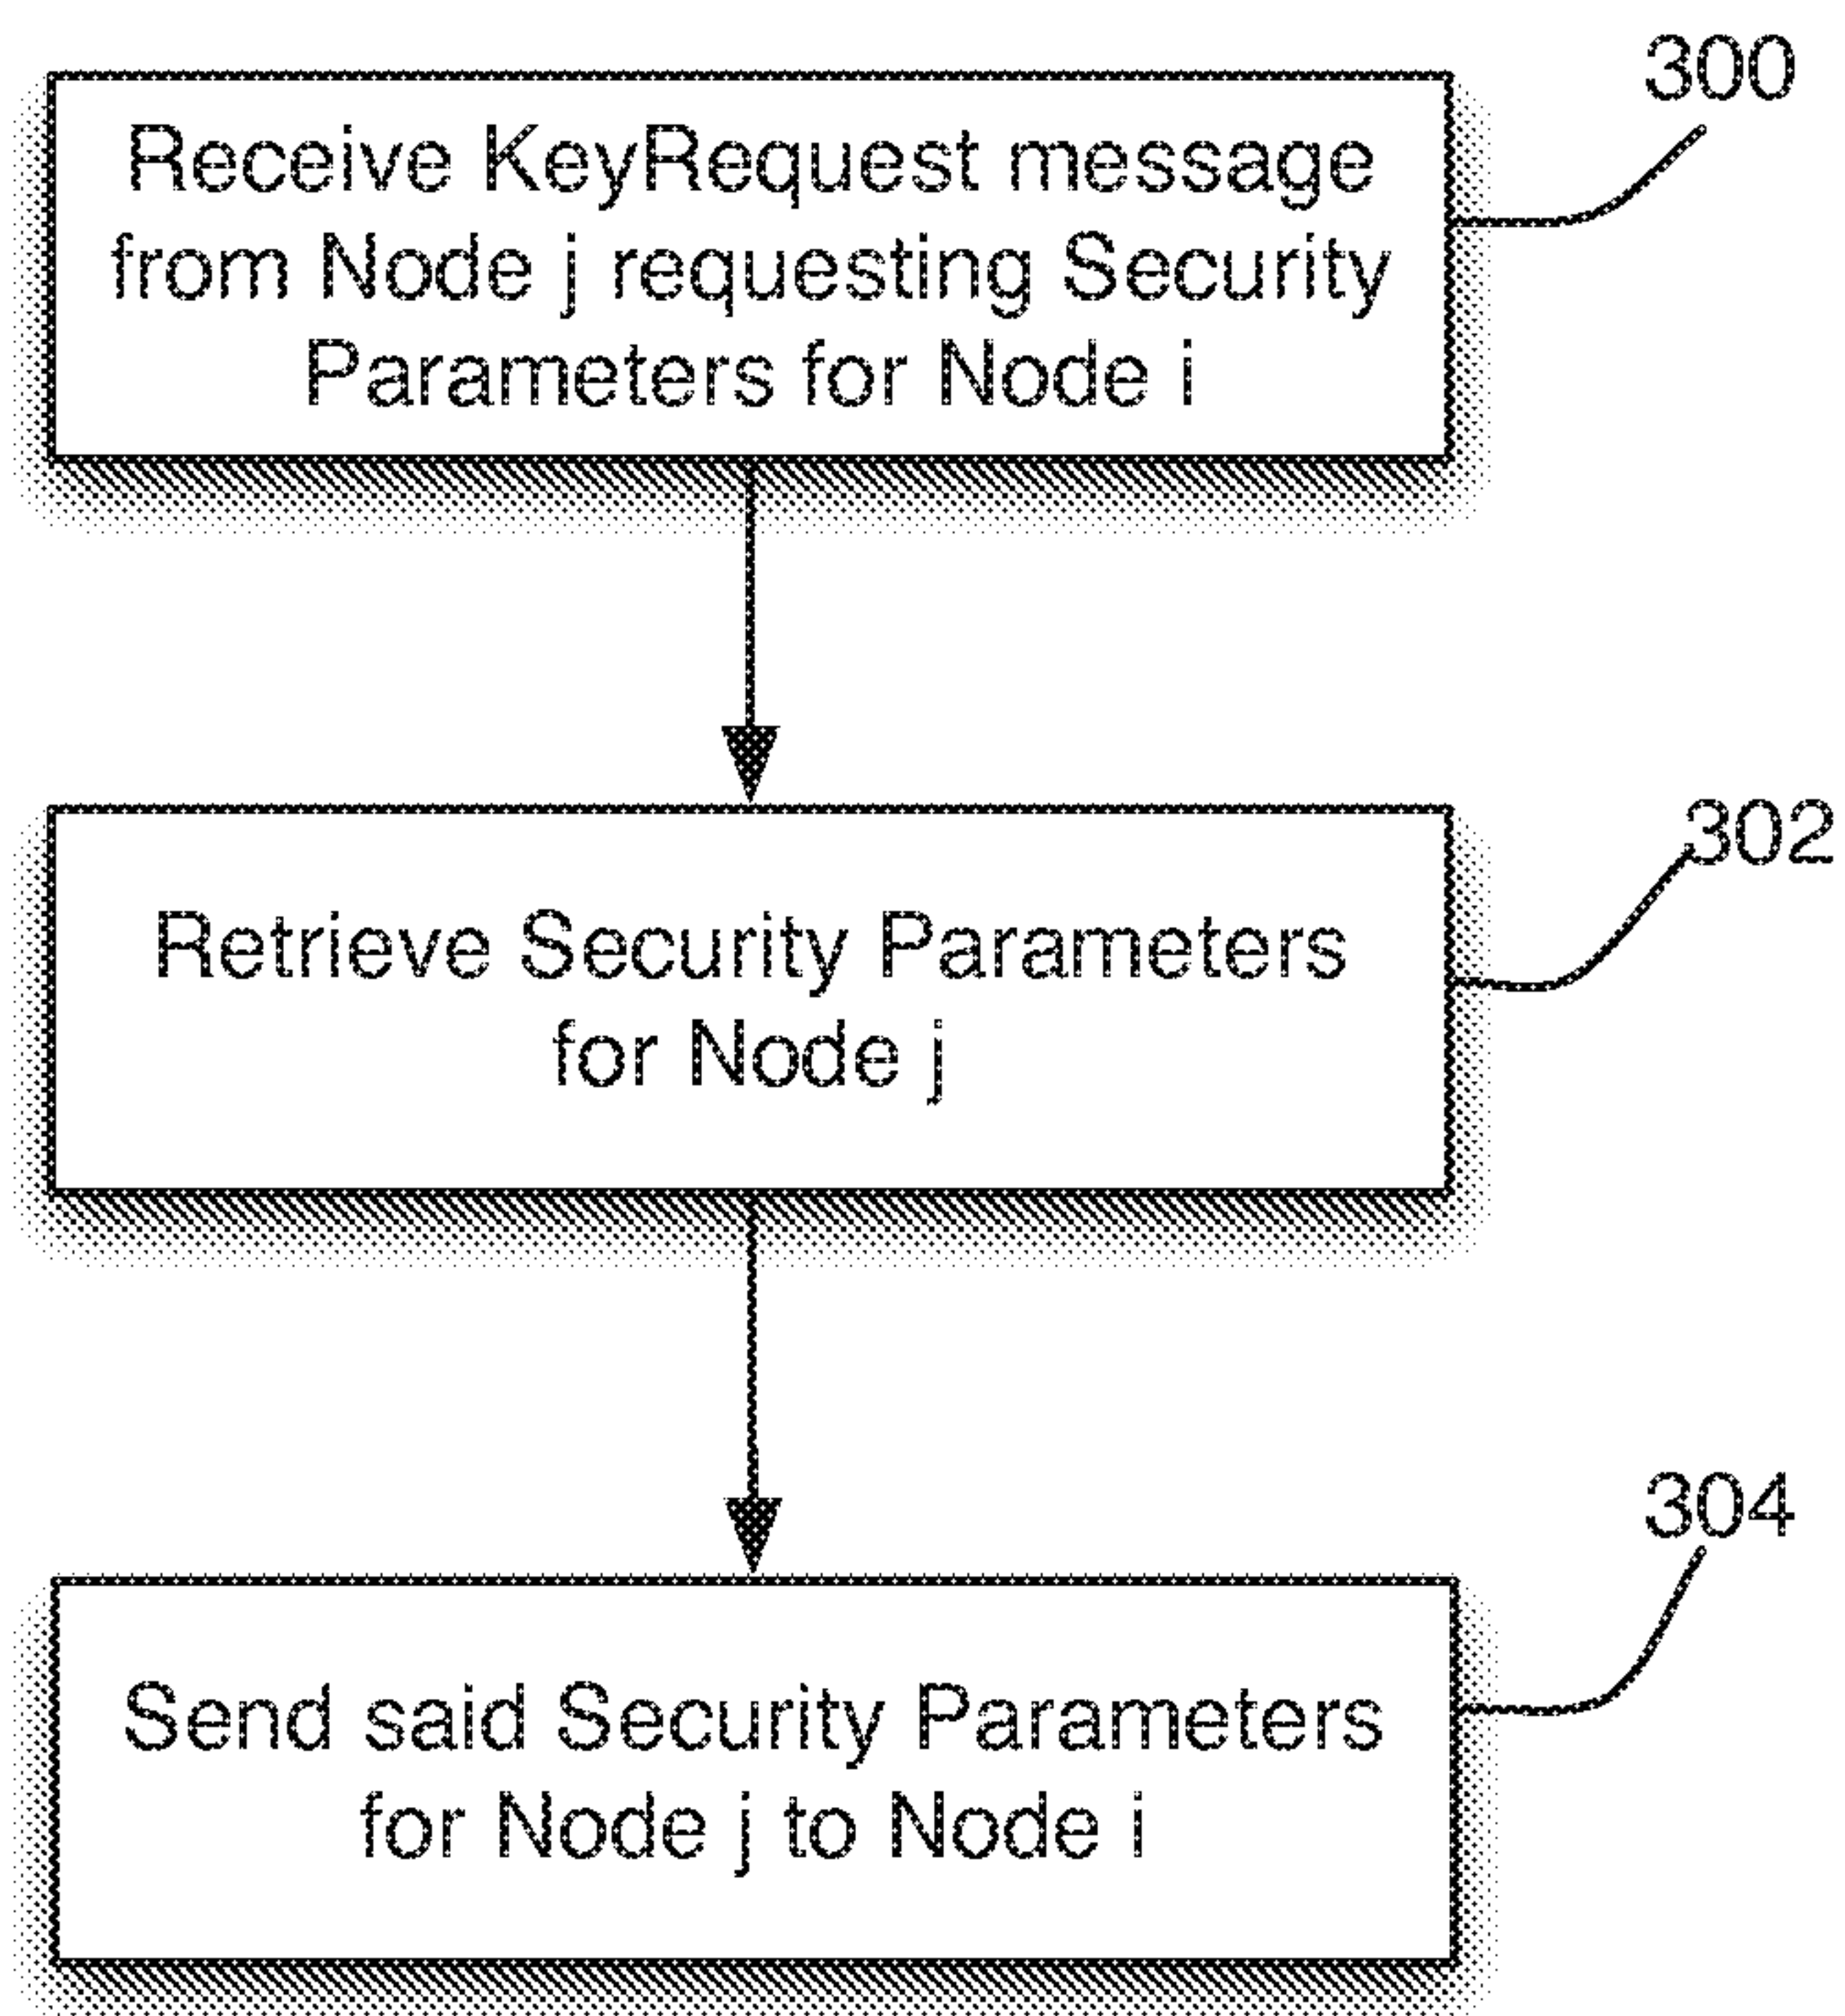 300
Receive KeyRequest message
from Node j requesting Security
Parameters for Node i
302
Retrieve Security Parameters
for Node j
304
Send said Security Parameters
for Node j to Node i